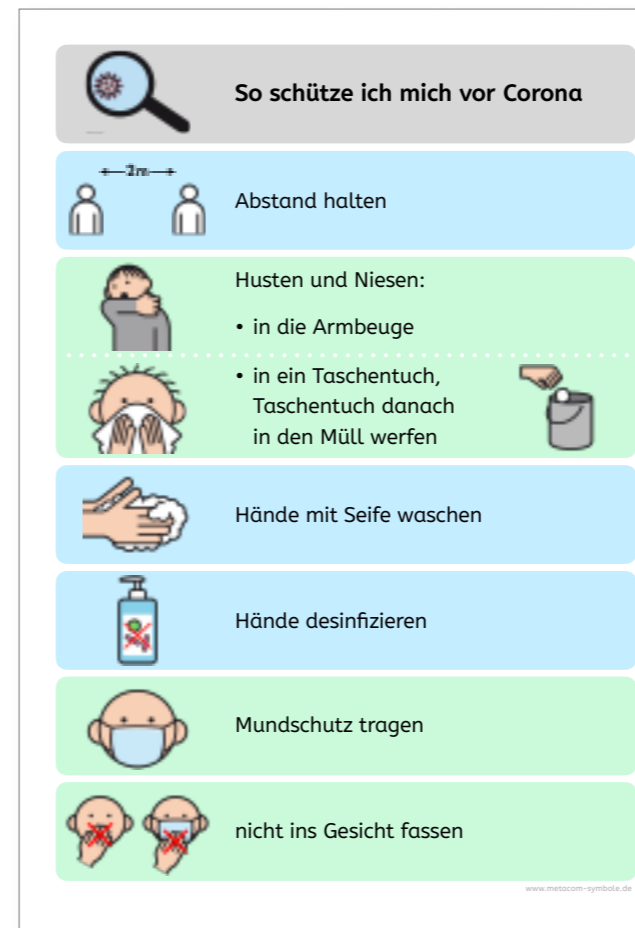 So schütze ich mich vor Corona
2m
Abstand halten
Husten und Niesen:
• in die Armbeuge
• in ein Taschentuch,
Taschentuch danach
in den Müll werfen
Hände mit Seife waschen
Hände desinfizieren
Mundschutz tragen
nicht ins Gesicht fassen
www.metacom-symbole.de